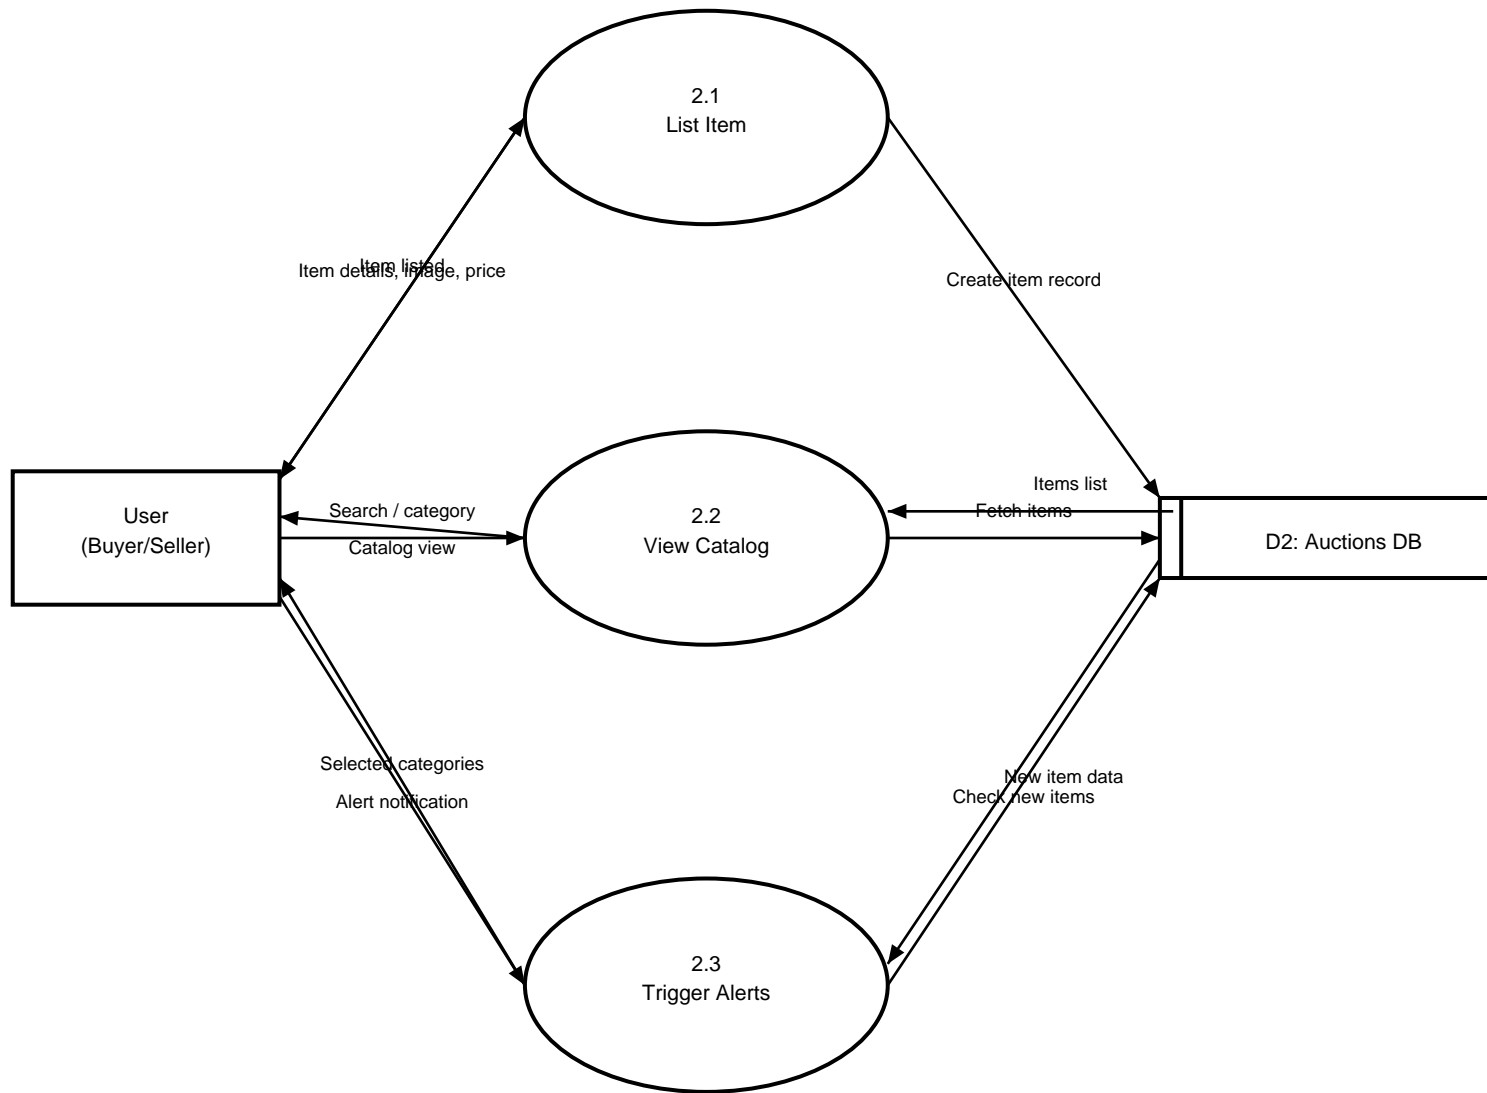 2.1
List Item
Item listed
Item details, image, price
Create item record
Items list
User
(Buyer/Seller)
Search / category
Catalog view
2.2
View Catalog
Fetch items
D2: Auctions DB
Selected categories
Alert notification
New item data
Check new items
2.3
Trigger Alerts